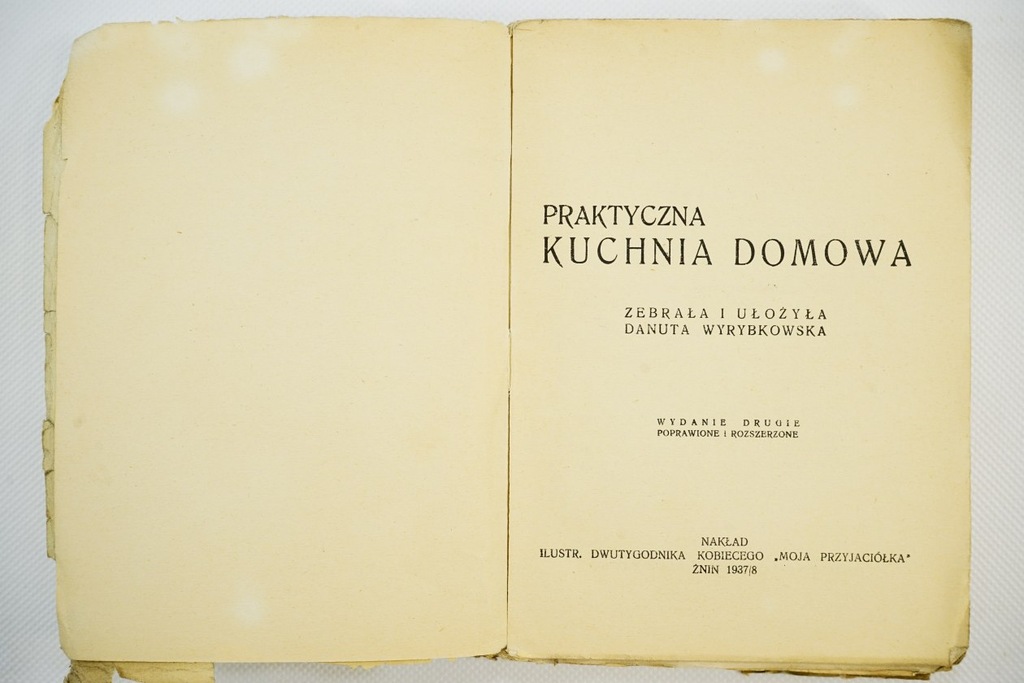 PRAKTYCZNA
KUCHNIA DOMOWA
ZEBRAŁA I UŁOŻYŁA
DANUTA WYRYBKOWSKA
WYDANIE DRUGIE
POPRAWIONE i ROZSZERZONE
NAKŁAD
ILUSTR. DWUTYGODNIKA KOBIECEGO „MOJA PRZYJACIÓŁKA"
ŻNIN 1937/8